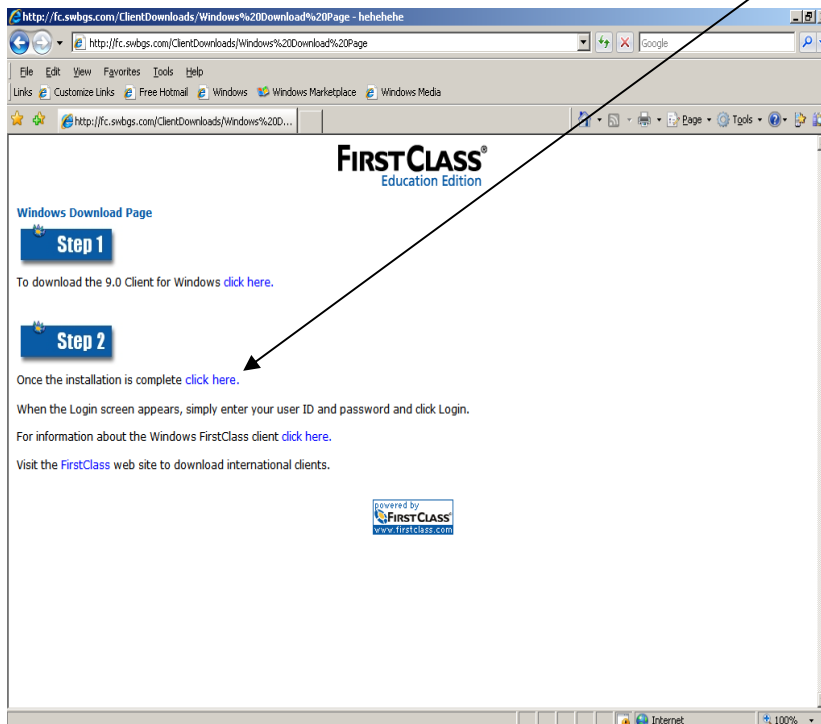 http://fc.swbgs.com/ClientDownloads/Windows%20Download%20Page - hehehehe
http://fc.swbgs.com/ClientDownloads/Windows%20Download%20Page
Google
File Edit View Favorites Tools Help
Links Customize Links Free Hotmail Windows Windows Marketplace Windows Media
http://fc.swbgs.com/ClientDownloads/Windows%20D...
Page Tools
FIRSTCLASS®
Education Edition
Windows Download Page
Step 1
To download the 9.0 Client for Windows click here.
Step 2
Once the installation is complete click here.
When the Login screen appears, simply enter your user ID and password and click Login.
For information about the Windows FirstClass client click here.
Visit the FirstClass web site to download international clients.
powered by
FIRSTCLASS
www.firstclass.com
Internet 100%